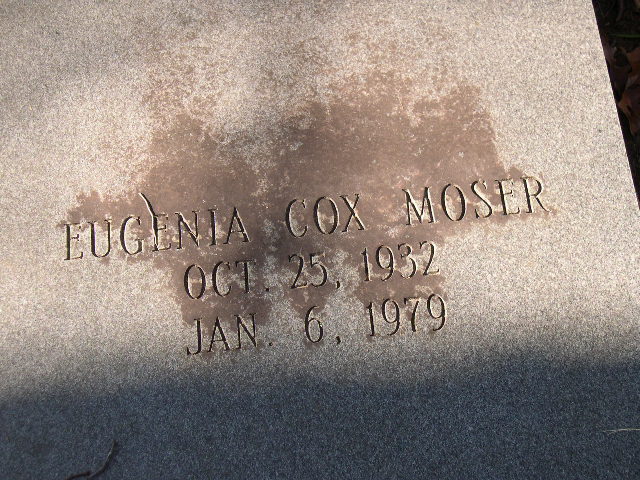 EUGENIA COX MOSER
OCT. 25, 1932
JAN. 6, 1979